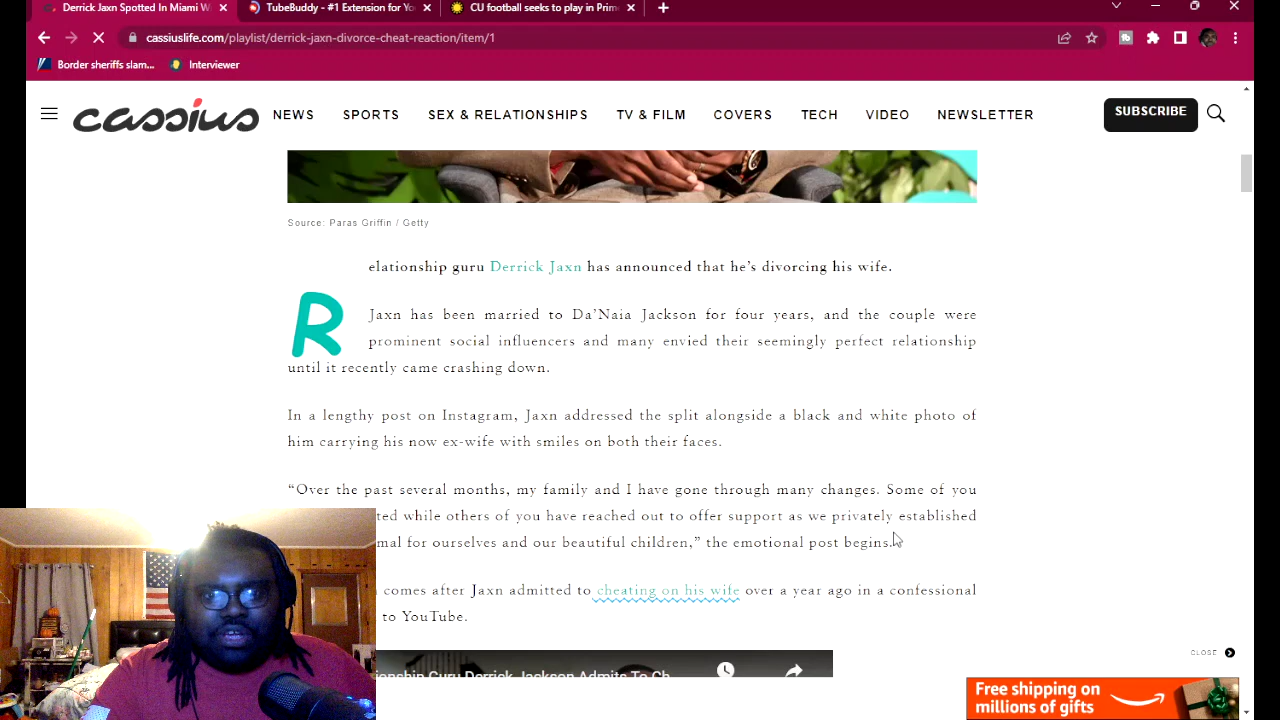 Derrick Jaxn Spotted In Miami W
TubeBuddy - #1 Extension for Yo
CU football seeks to play in Prim
cassiuslife.com/playlist/derrick-jaxn-divorce-cheat-reaction/item/1
Border sheriffs slam...
Interviewer
cassius
NEWS
SPORTS
SEX & RELATIONSHIPS
TV & FILM
COVERS
TECH
VIDEO
NEWSLETTER
SUBSCRIBE
Source: Paras Griffin / Getty
elationship guru Derrick Jaxn has announced that he's divorcing his wife.
R
Jaxn has been married to Da'Naia Jackson for four years, and the couple were
prominent social influencers and many envied their seemingly perfect relationship
until it recently came crashing down.
In a lengthy post on Instagram, Jaxn addressed the split alongside a black and white photo of
him carrying his now ex-wife with smiles on both their faces.
“Over the past several months, my family and I have gone through many changes. Some of you
ted while others of you have reached out to offer support as we privately established
mal for ourselves and our beautiful children,” the emotional post begins.
comes after Jaxn admitted to cheating on his wife over a year ago in a confessional
to YouTube.
CLOSE
Guru Derrick Jackson Admits To Ch
Free shipping on
millions of gifts